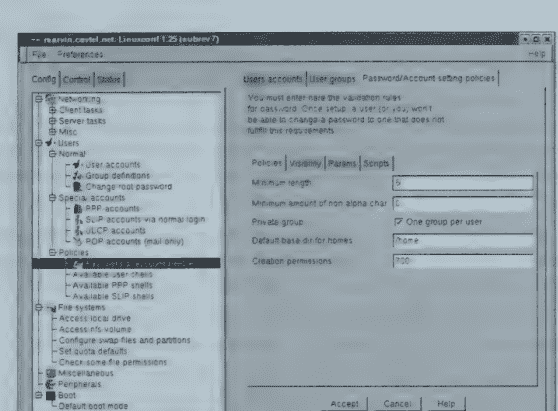 marvin.castel.net: Linuxconf 1.25 (subrev 7)
File Preferences
Help
Config Control Status
Networking
Client tasks
Server tasks
Misc
Users
Normal
User accounts
Group definitions
Change root password
Special accounts
PPP accounts
SLIP accounts via normal login
UUCP accounts
POP accounts (mail only)
Policies
Available user shells
Available PPP shells
Available SLIP shells
File systems
Access local drive
Access nfs volume
Configure swap files and partitions
Set quota defaults
Check some file permissions
Miscellaneous
Peripherals
Boot
Default boot mode
Users accounts User groups Password/Account setting policies
You must enter here the validation rules
for password. Once setup, a user (or you) won't
be able to change a password to one that does not
fulfill this requirements
Policies Visibility Params Scripts
Minimum length
Minimum amount of non alpha char
Private group One group per user
Default base dir for homes /home
Creation permissions 700
Accept Cancel Help